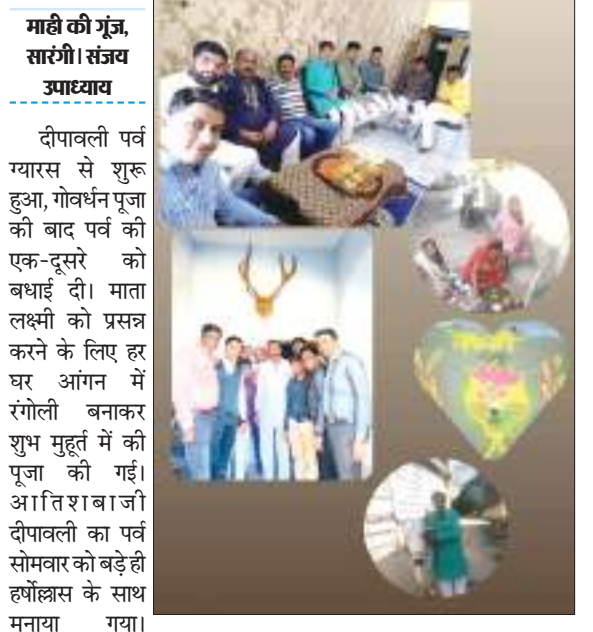 माही की गूंज,
सारंगी। संजय
उपाध्याय
दीपावली पर्व
ग्यारस से शुरू
हुआ, गोवर्धन पूजा
की बाद पर्व की
एक-दूसरे को
बधाई दी। माता
लक्ष्मी को प्रसन्न
करने के लिए हर
घर आंगन में
रंगोली बनाकर
शुभ मुहूर्त में की
पूजा की गई।
आतिशबाजी
दीपावली का पर्व
सोमवार को बड़े ही
हर्षोल्लास के साथ
मनाया गया।